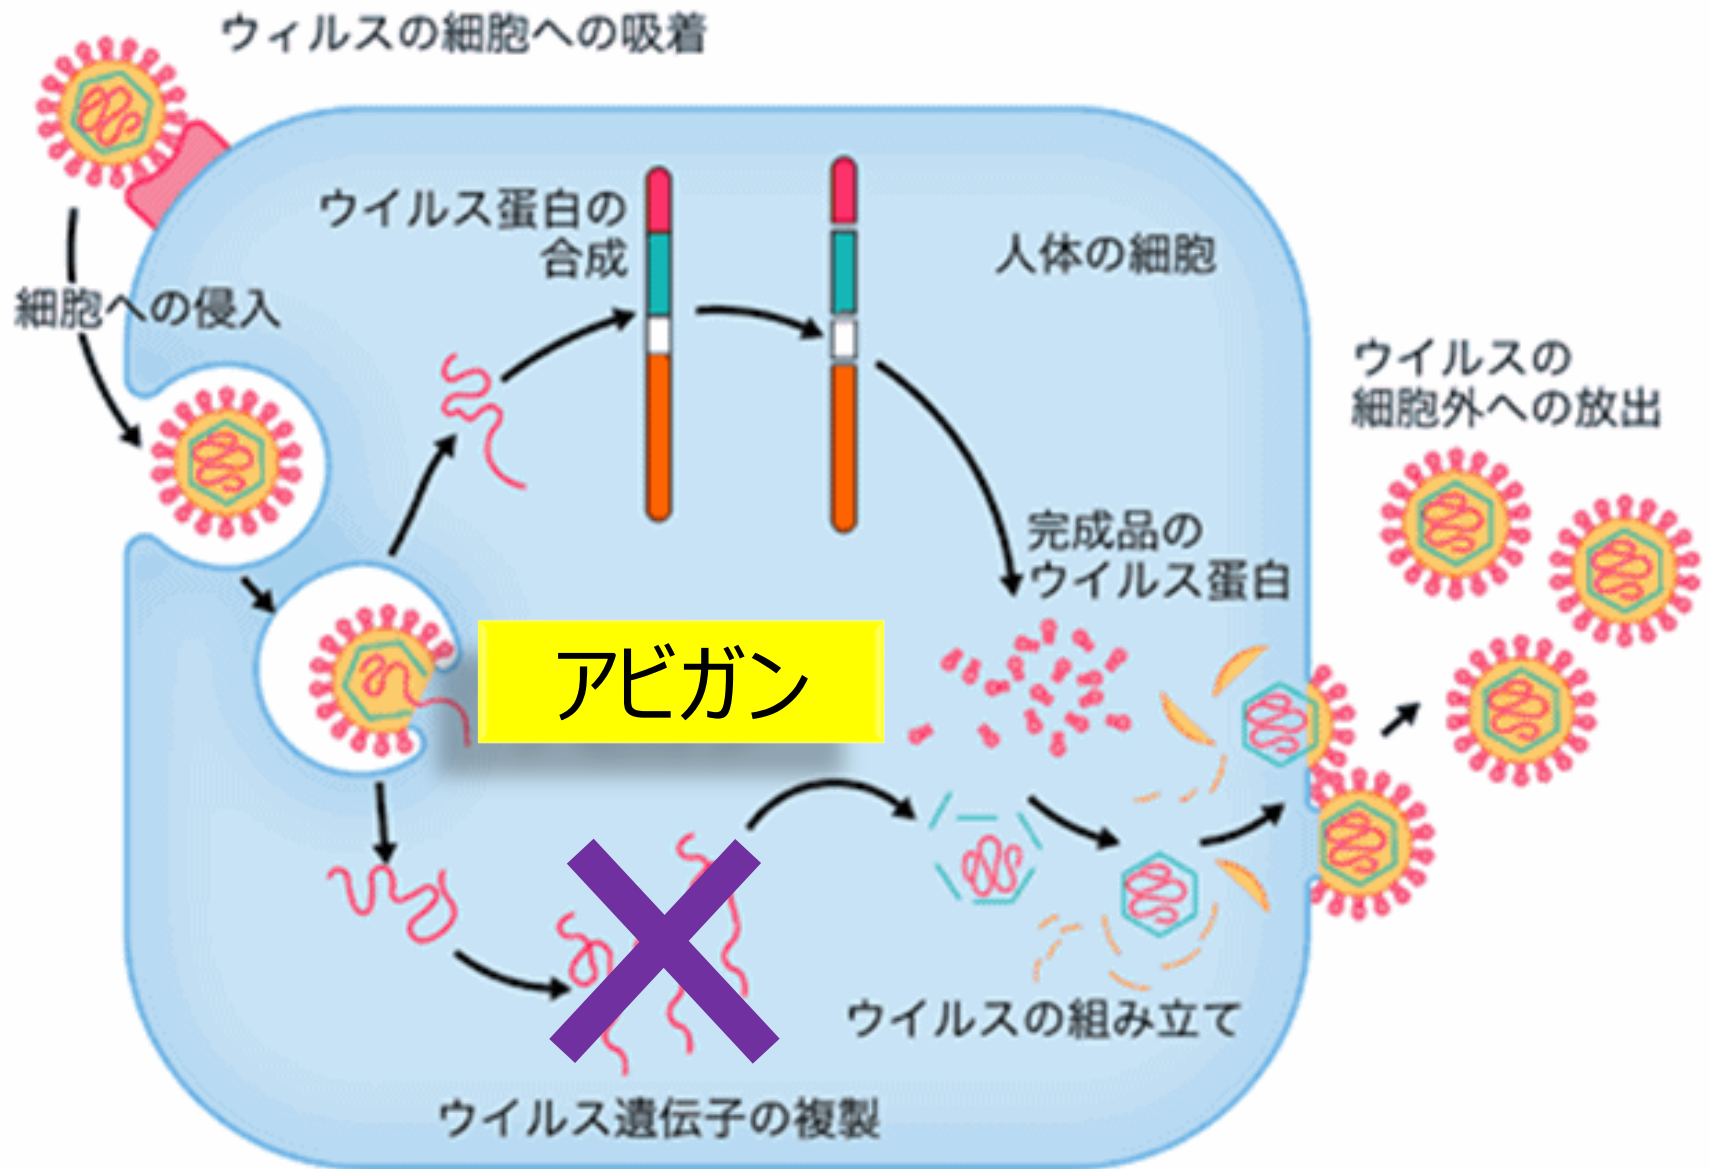 ウィルスの細胞への吸着
ウイルス蛋白の
合成
人体の細胞
細胞への侵入
ウイルスの
細胞外への放出
完成品の
ウイルス蛋白
アビガン
ウイルスの組み立て
ウイルス遺伝子の複製